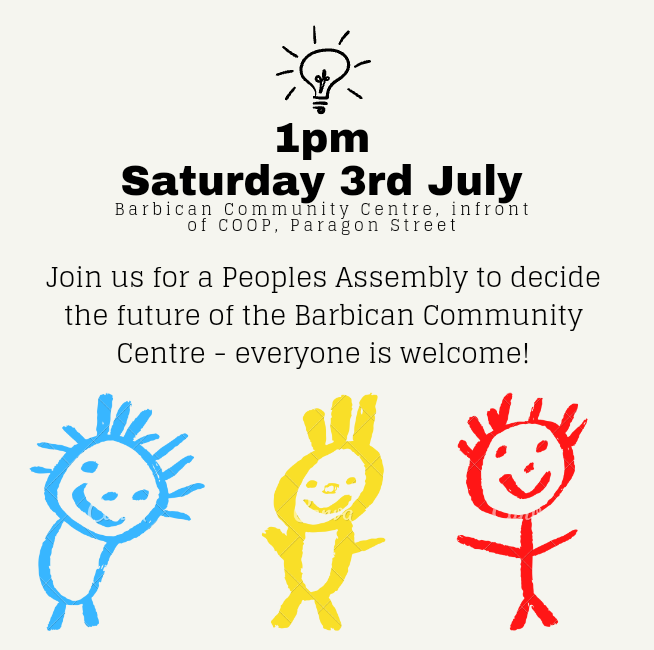 1pm
Saturday 3rd July
Barbican Community Centre, infront
of COOP, Paragon Street
Join us for a Peoples Assembly to decide
the future of the Barbican Community
Centre - everyone is welcome!